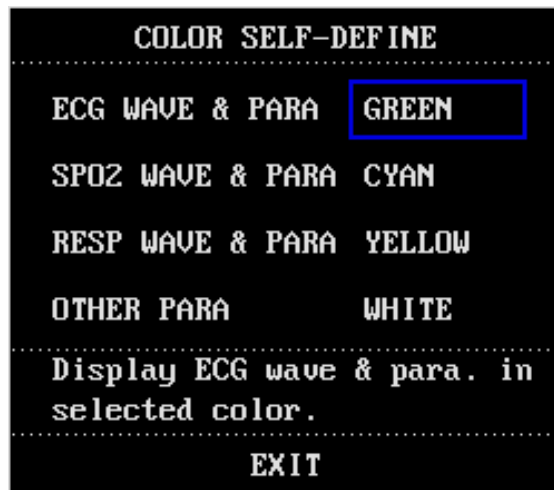 COLOR SELF-DEFINE
ECG WAVE & PARA GREEN
SPO2 WAVE & PARA CYAN
RESP WAVE & PARA YELLOW
OTHER PARA WHITE
Display ECG wave & para. in
selected color.
EXIT